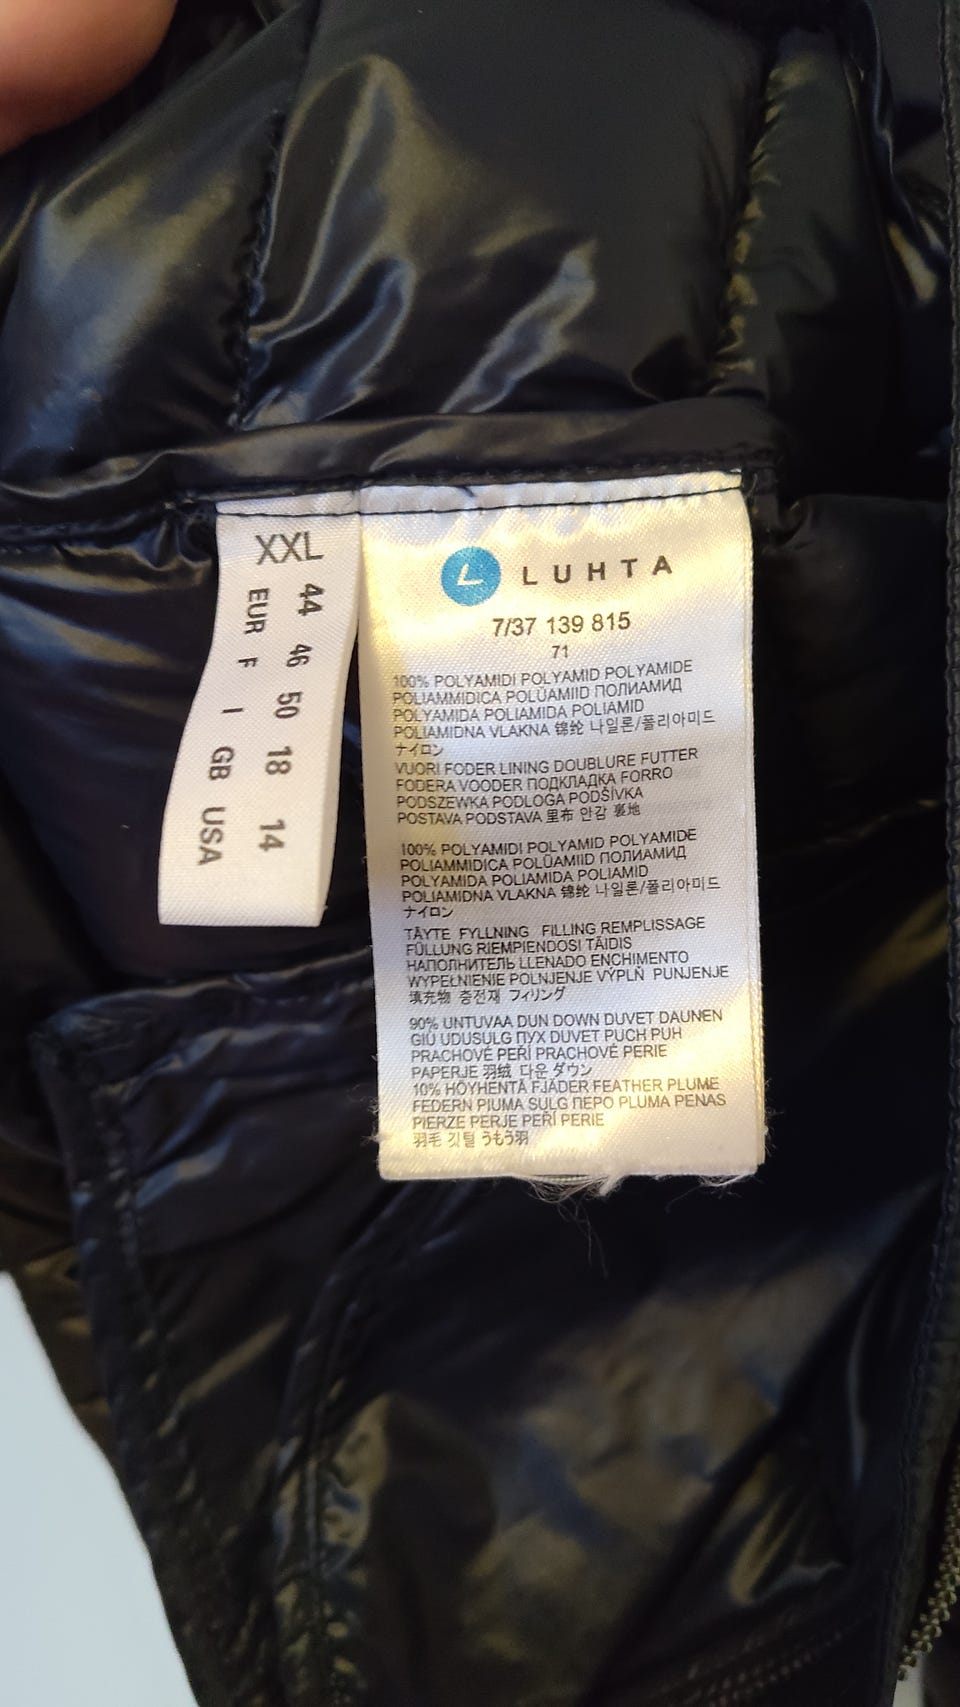 XXL
44 46 50 18 14
EUR F I GB USA
L LUHTA
7/37 139 815
71
100% POLYAMIDI POLYAMID POLYAMIDE
POLIAMMIDICA POLÜAMIID ПОЛИАМИД
POLYAMIDA POLIAMIDA POLIAMID
POLIAMIDNA VLAKNA 锦纶 나일론/폴리아미드
ナイロン
VUORI FODER LINING DOUBLURE FUTTER
FODERA VOODER ПОДКЛАДКА FORRO
PODSZEWKA PODLOGA PODŠÍVKA
POSTAVA PODSTAVA 里布 안감 裏地
100% POLYAMIDI POLYAMID POLYAMIDE
POLIAMMIDICA POLÜAMIID ПОЛИАМИД
POLYAMIDA POLIAMIDA POLIAMID
POLIAMIDNA VLAKNA 锦纶 나일론/폴리아미드
ナイロン
TÄYTE FYLLNING FILLING REMPLISSAGE
FÜLLUNG RIEMPIENDOSI TÄIDIS
НАПОЛНИТЕЛЬ LLENADO ENCHIMENTO
WYPEŁNIENIE POLNJENJE VÝPLŇ PUNJENJE
填充物 충전재 フィリング
90% UNTUVAA DUN DOWN DUVET DAUNEN
GIÙ UDUSULG ПУХ DUVET PUCH PUH
PRACHOVÉ PEŘÍ PRACHOVÉ PERIE
PAPERJE 羽绒 다운 ダウン
10% HÖYHENTÄ FJÄDER FEATHER PLUME
FEDERN PIUMA SULG ПЕРО PLUMA PENAS
PIERZE PERJE PEŘÍ PERIE
羽毛 깃털 うもう羽